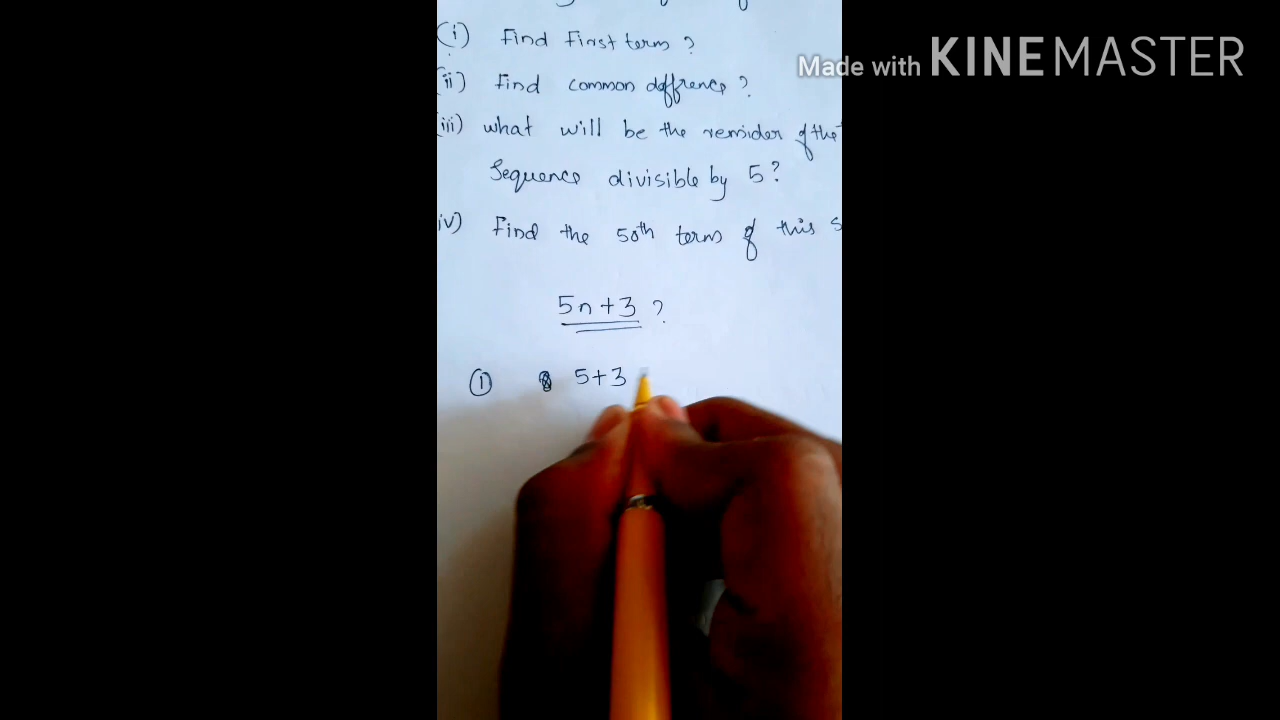 Made with KINEMASTER
(i) Find First term ?
(ii) Find common diffrence ?
(iii) what will be the remider of the
Sequence divisible by 5?
iv) Find the 50th term of this s
5n+3 ?
① 5+3